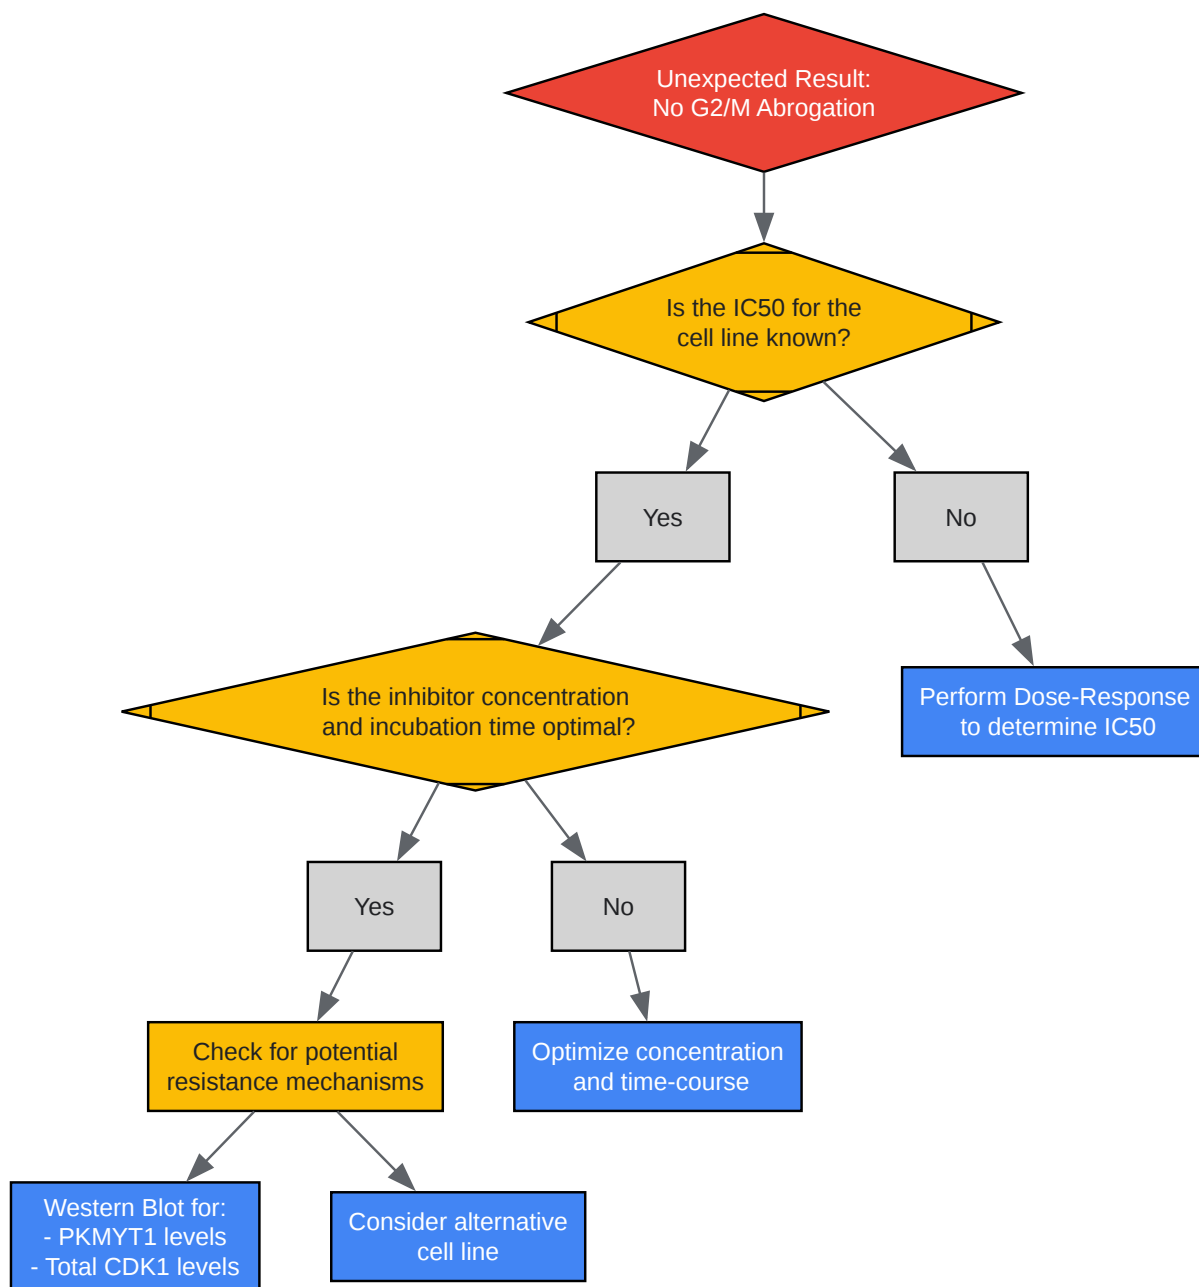 Unexpected Result:
No G2/M Abrogation
Is the IC50 for the
cell line known?
Yes
No
Is the inhibitor concentration
and incubation time optimal?
Perform Dose-Response
to determine IC50
Yes
No
Check for potential
resistance mechanisms
Optimize concentration
and time-course
Western Blot for:
- PKMYT1 levels
- Total CDK1 levels
Consider alternative
cell line